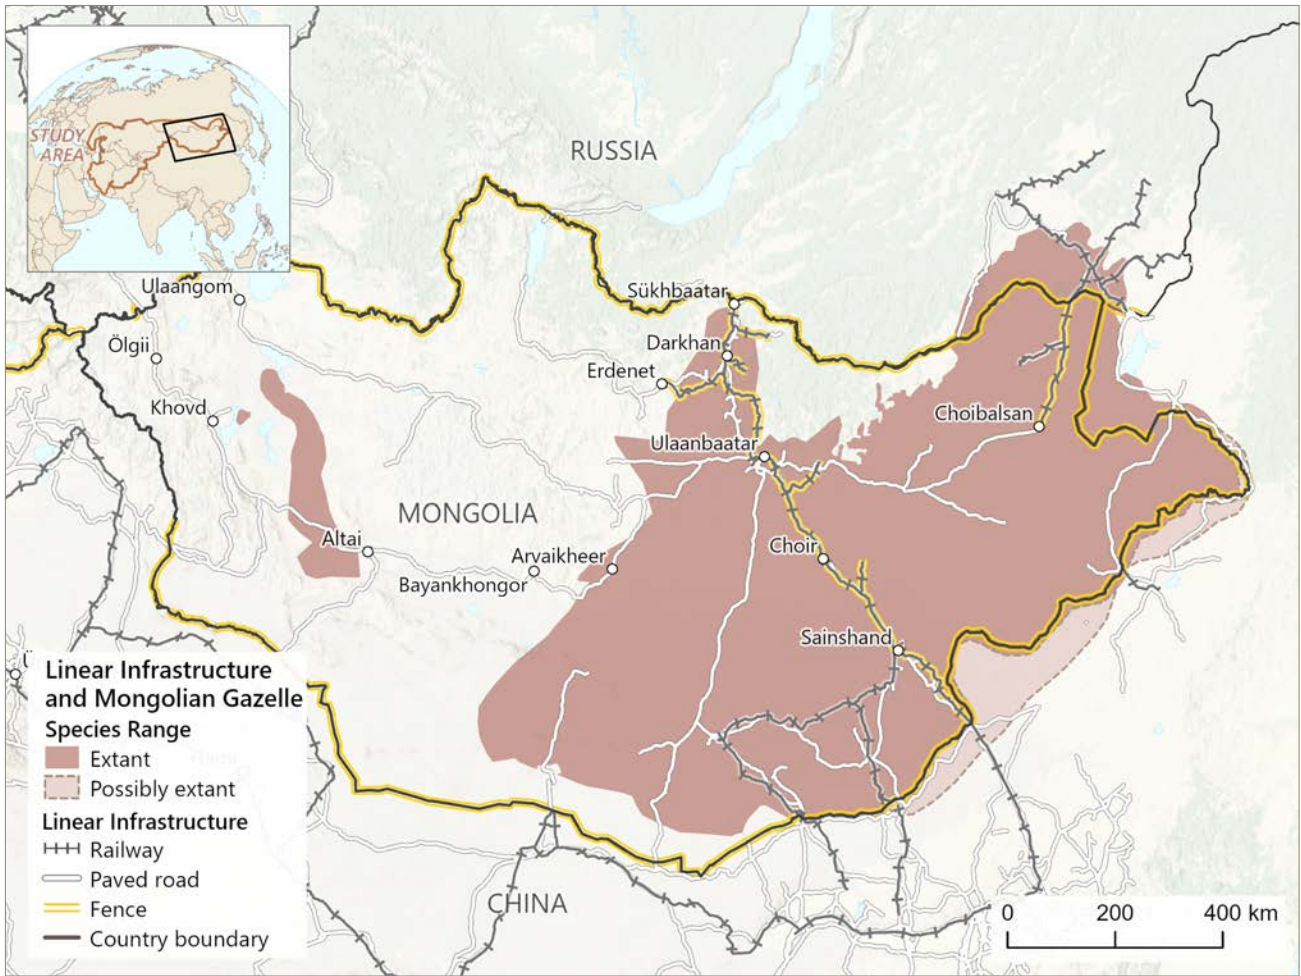 STUDY
AREA
RUSSIA
Ulaangom
Sükhbaatar
Ölgii
Darkhan
Erdenet
Khovd
Choibalsan
Ulaanbaatar
MONGOLIA
Altai
Arvaikheer
Choir
Bayankhongor
Sainshand
Linear Infrastructure
and Mongolian Gazelle
Species Range
Extant
Possibly extant
Linear Infrastructure
Railway
Paved road
Fence
Country boundary
CHINA
0 200 400 km